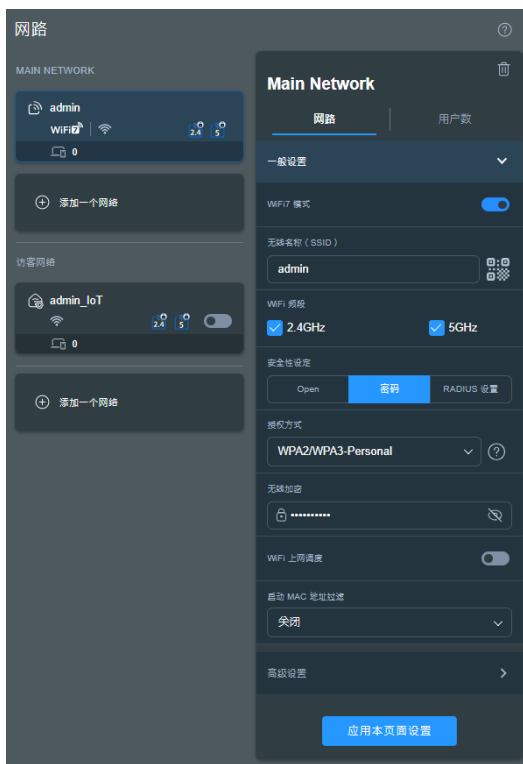 网路
MAIN NETWORK
admin
WiFi 7
2.4 5
0
添加一个网络
访客网络
admin_IoT
2.4 5
0
添加一个网络
Main Network
网路
用户数
一般设置
WiFi7 模式
无线名称（SSID）
admin
WiFi 频段
2.4GHz
5GHz
安全性设定
Open
密码
RADIUS 设置
授权方式
WPA2/WPA3-Personal
无线加密
••••••••••
WiFi 上网调度
启动 MAC 地址过滤
关闭
高级设置
应用本页面设置